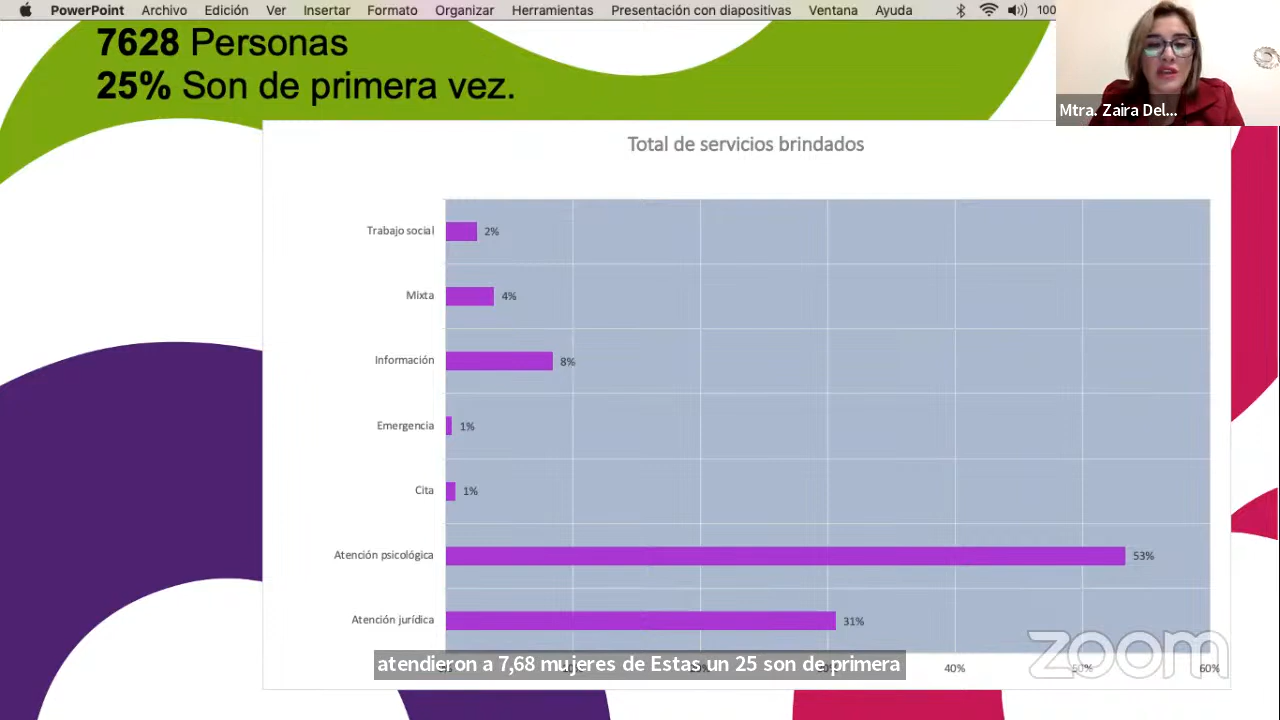 PowerPoint Archivo Edición Ver Insertar Formato Organizar Herramientas Presentación con diapositivas Ventana Ayuda 100
7628 Personas
25% Son de primera vez.
Mtra. Zaira Del...
Total de servicios brindados
Trabajo social 2%
Mixta 4%
Información 8%
Emergencia 1%
Cita 1%
Atención psicológica 53%
Atención jurídica 31%
atendieron a 7,68 mujeres de Estas un 25 son de primera
40% 50% 60%
zoom